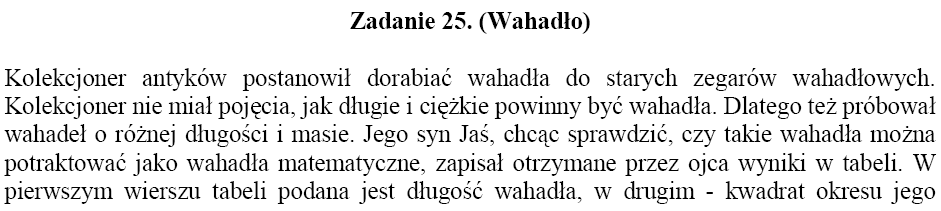 Zadanie 25. (Wahadło)
Kolekcjoner antyków postanowił dorabiać wahadła do starych zegarów wahadłowych.
Kolekcjoner nie miał pojęcia, jak długie i ciężkie powinny być wahadła. Dlatego też próbował
wahadeł o różnej długości i masie. Jego syn Jaś, chcąc sprawdzić, czy takie wahadła można
potraktować jako wahadła matematyczne, zapisał otrzymane przez ojca wyniki w tabeli. W
pierwszym wierszu tabeli podana jest długość wahadła, w drugim - kwadrat okresu jego